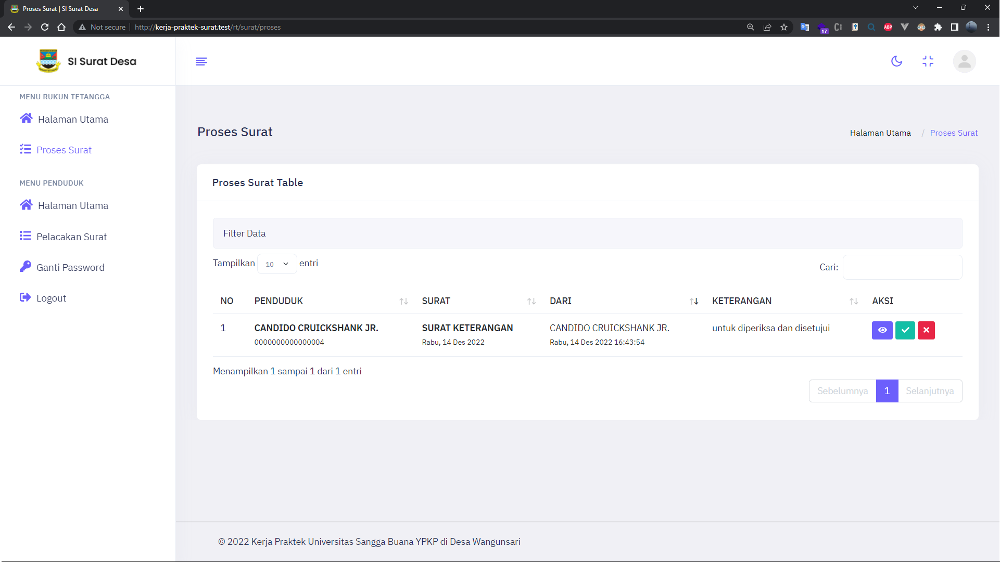 Proses Surat | SI Surat Desa
Not secure http://kerja-praktek-surat.test/rt/surat/proses
17
ABP
SI Surat Desa
MENU RUKUN TETANGGA
Halaman Utama
Proses Surat
MENU PENDUDUK
Halaman Utama
Pelacakan Surat
Ganti Password
Logout
Proses Surat
Halaman Utama / Proses Surat
Proses Surat Table
Filter Data
Tampilkan 10 entri
Cari:
NO PENDUDUK SURAT DARI KETERANGAN AKSI
1 CANDIDO CRUICKSHANK JR. SURAT KETERANGAN CANDIDO CRUICKSHANK JR. untuk diperiksa dan disetujui
0000000000000004 Rabu, 14 Des 2022 Rabu, 14 Des 2022 16:43:54
Menampilkan 1 sampai 1 dari 1 entri
Sebelumnya 1 Selanjutnya
© 2022 Kerja Praktek Universitas Sangga Buana YPKP di Desa Wangunsari